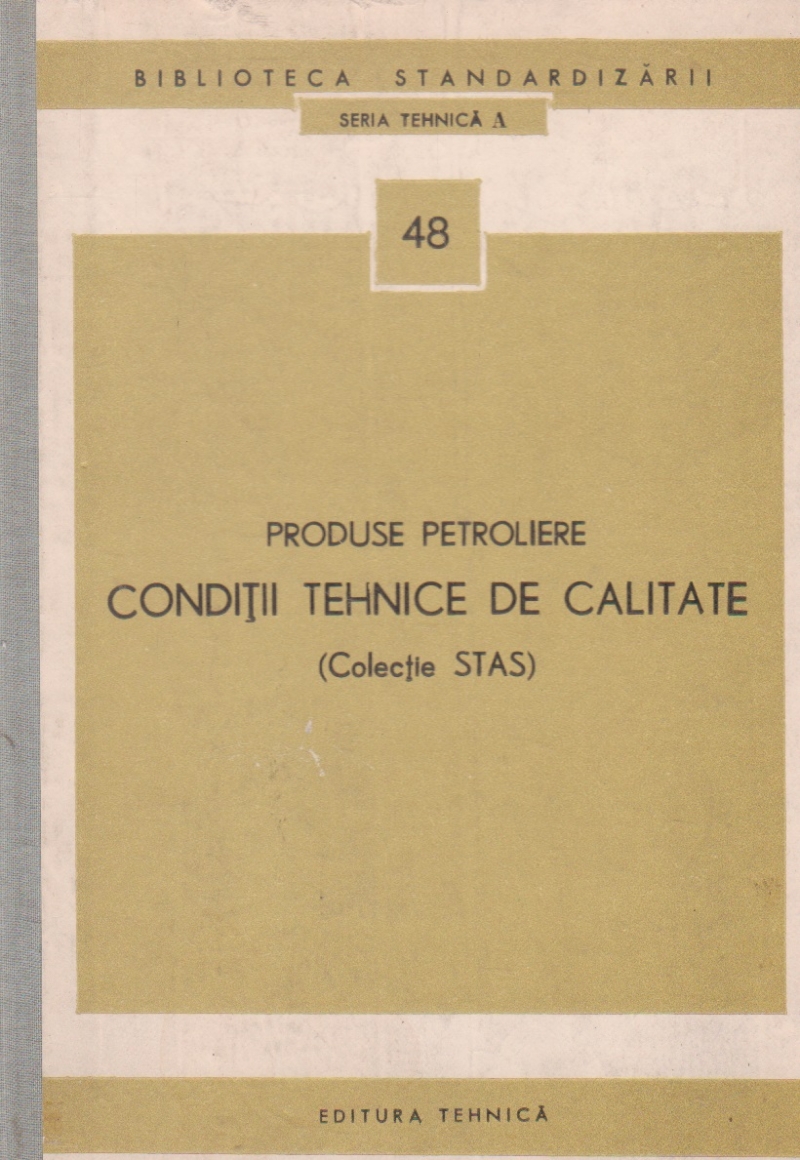 BIBLIOTECA STANDARDIZĂRII
SERIA TEHNICĂ A
48
PRODUSE PETROLIERE
CONDIŢII TEHNICE DE CALITATE
(Colecţie STAS)
EDITURA TEHNICĂ